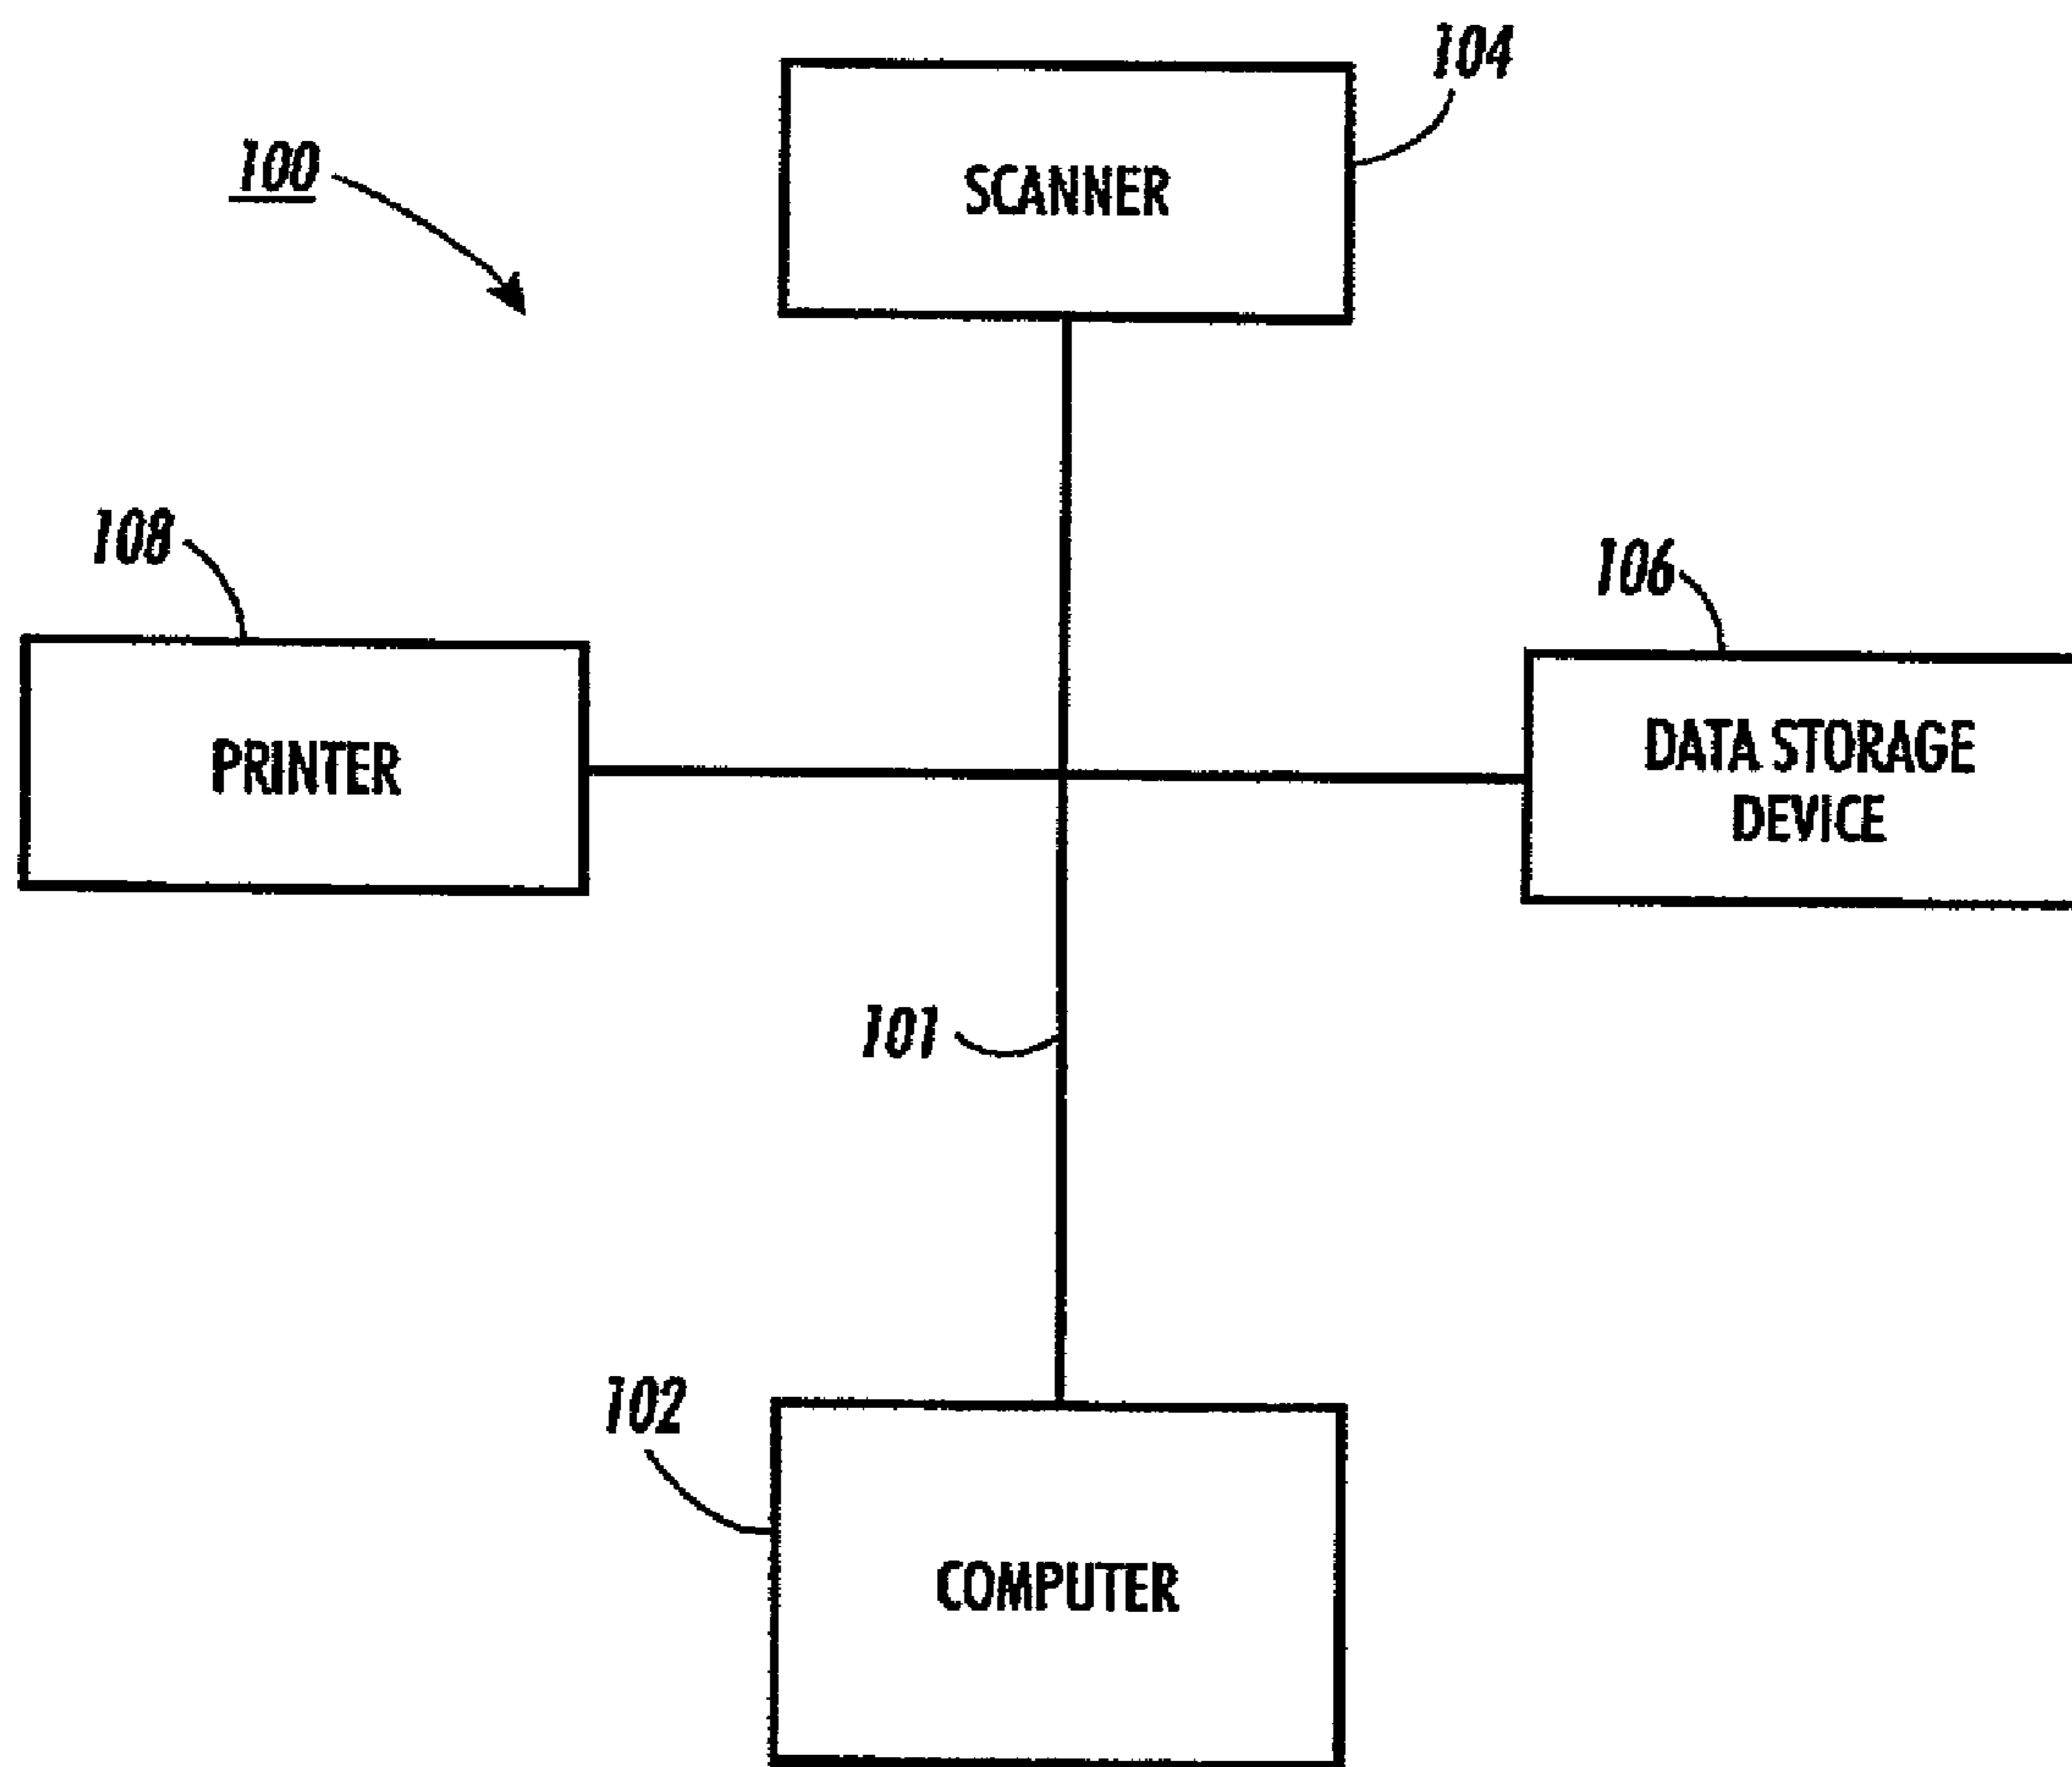 104
100
SCANNER
108
106
PRINTER
DATA STORAGE
DEVICE
101
102
COMPUTER